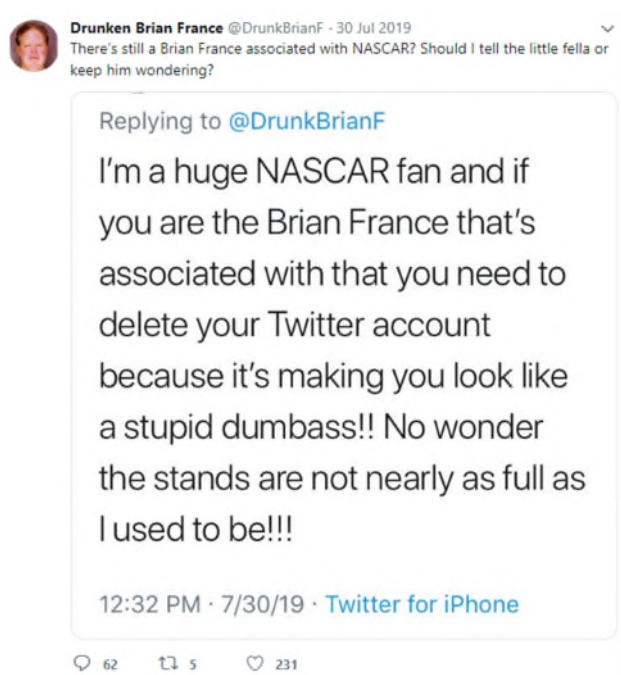 Drunken Brian France @DrunkBrianF · 30 Jul 2019
There's still a Brian France associated with NASCAR? Should I tell the little fella or
keep him wondering?
Replying to @DrunkBrianF
I'm a huge NASCAR fan and if
you are the Brian France that's
associated with that you need to
delete your Twitter account
because it's making you look like
a stupid dumbass!! No wonder
the stands are not nearly as full as
I used to be!!!
12:32 PM · 7/30/19 · Twitter for iPhone
62 5 231